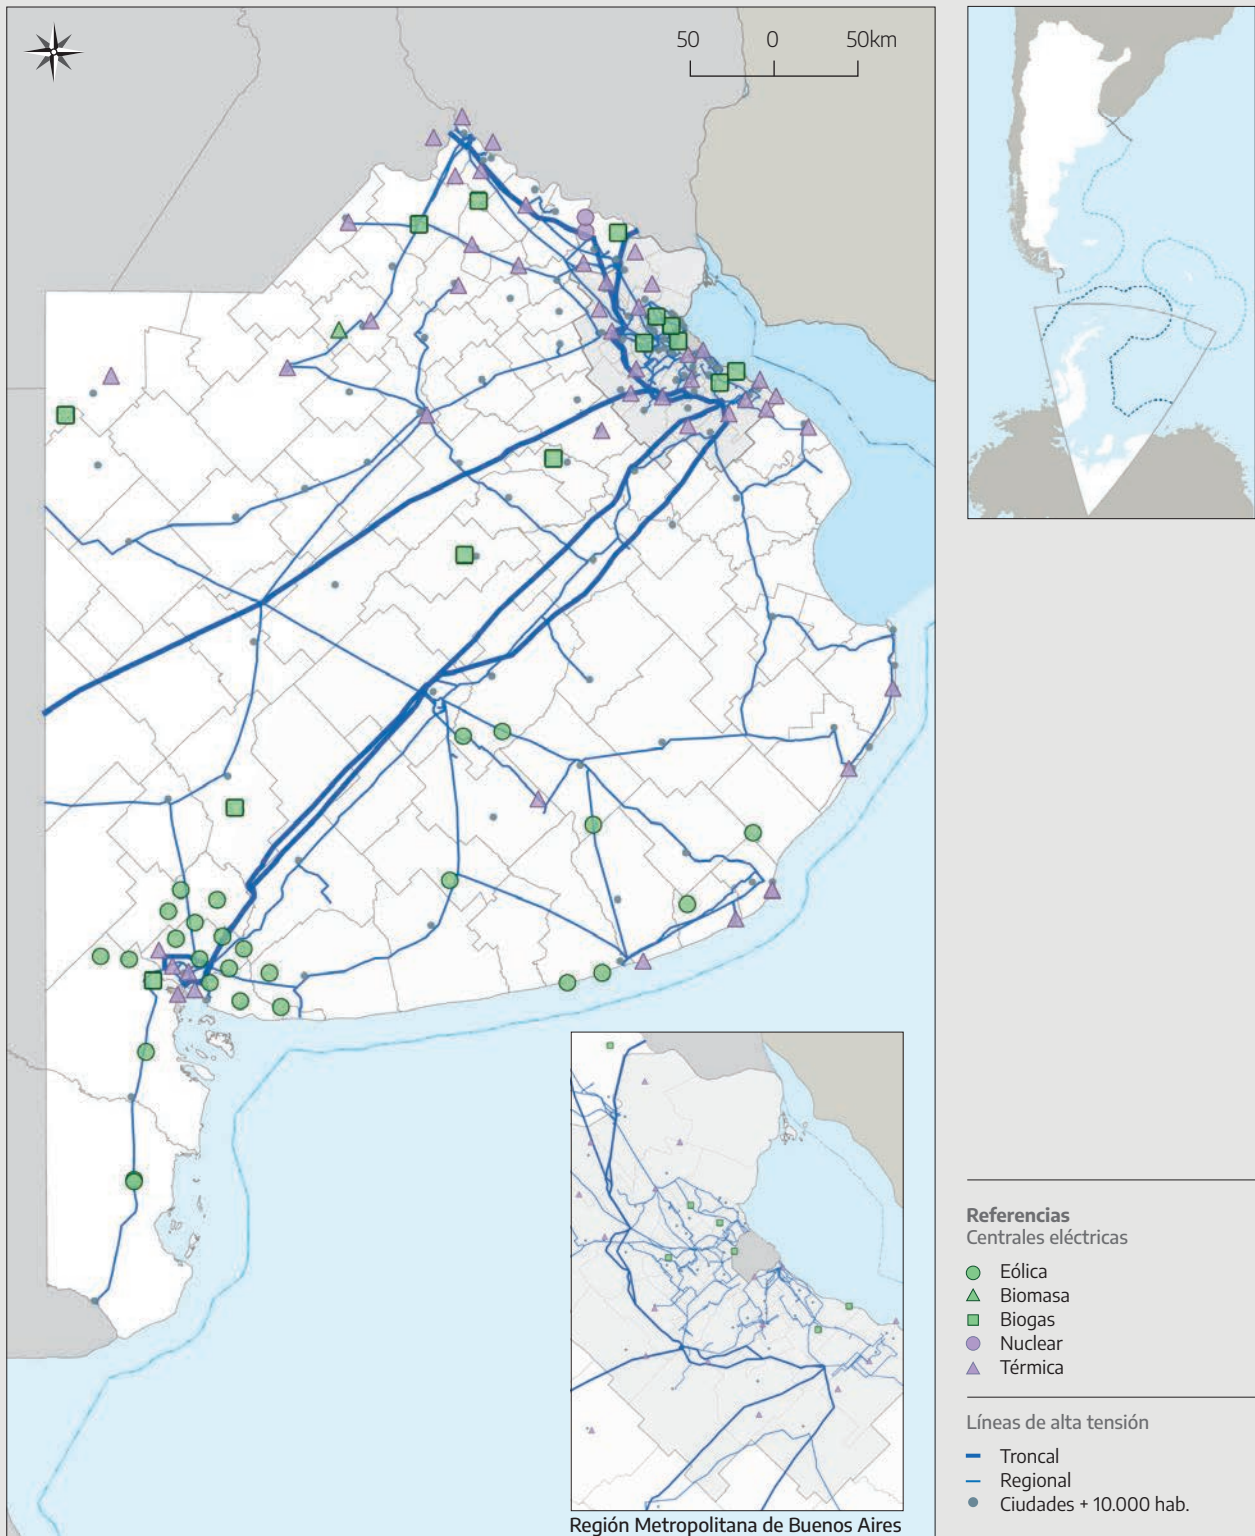 50 0 50km
Referencias
Centrales eléctricas
Eólica
Biomasa
Biogas
Nuclear
Térmica
Líneas de alta tensión
Troncal
Regional
Ciudades + 10.000 hab.
Región Metropolitana de Buenos Aires